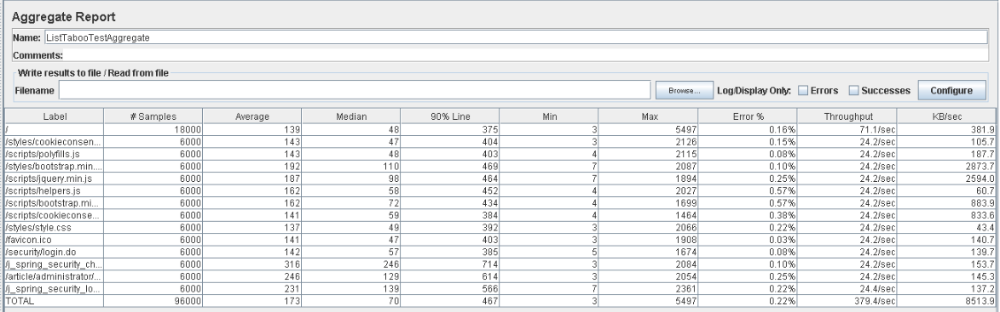 Aggregate Report
Name: ListTabooTestAggregate
Comments:
Write results to file / Read from file
Filename Browse... Log/Display Only: Errors Successes Configure
Label # Samples Average Median 90% Line Min Max Error % Throughput KB/sec
/ 18000 139 48 375 3 5497 0.16% 71.1/sec 381.9
/styles/cookieconsen... 6000 143 47 404 3 2126 0.15% 24.2/sec 105.7
/scripts/polyfills.js 6000 143 48 403 4 2115 0.08% 24.2/sec 187.7
/styles/bootstrap.min.... 6000 192 110 469 7 2087 0.10% 24.2/sec 2873.7
/scripts/jquery.min.js 6000 187 98 464 7 1894 0.25% 24.2/sec 2594.0
/scripts/helpers.js 6000 162 58 452 4 2027 0.57% 24.2/sec 60.7
/scripts/bootstrap.mi... 6000 162 72 434 4 1699 0.57% 24.2/sec 883.9
/scripts/cookieconse... 6000 141 59 384 4 1464 0.38% 24.2/sec 833.6
/styles/style.css 6000 137 49 392 3 2066 0.22% 24.2/sec 43.4
/favicon.ico 6000 141 47 403 3 1908 0.03% 24.2/sec 140.7
/security/login.do 6000 142 57 385 5 1674 0.08% 24.2/sec 139.7
/j_spring_security_ch... 6000 316 246 714 3 2084 0.10% 24.2/sec 153.7
/article/administrator/... 6000 246 129 614 3 2054 0.25% 24.2/sec 145.3
/j_spring_security_lo... 6000 231 139 566 7 2361 0.22% 24.4/sec 137.2
TOTAL 96000 173 70 467 3 5497 0.22% 379.4/sec 8513.9